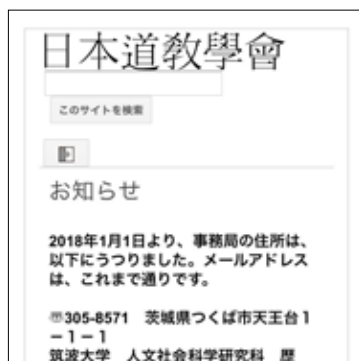 日本道教學會
このサイトを検索
お知らせ
2018年1月1日より、事務局の住所は、
以下にうつりました。メールアドレス
は、これまで通りです。
〠305-8571　茨城県つくば市天王台１
－１－１
筑波大学　人文社会科学研究科　歴